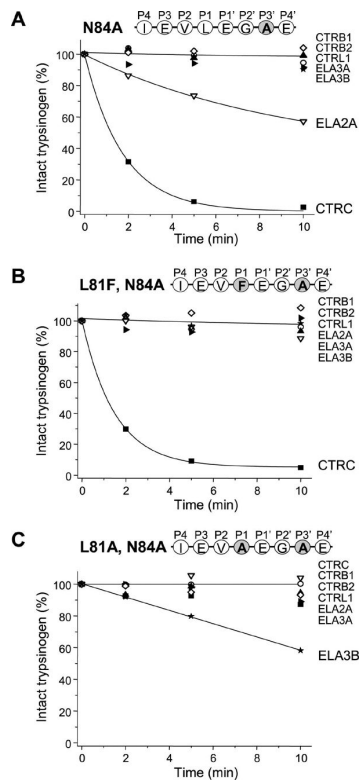 A
N84A
P4 P3 P2 P1 P1' P2' P3' P4'
I E V L E G A E
Intact trypsinogen (%)
100
80
60
40
20
0
CTRB1
CTRB2
CTRL1
ELA3A
ELA3B
ELA2A
CTRC
0 2 4 6 8 10
Time (min)
B
L81F, N84A
P4 P3 P2 P1 P1' P2' P3' P4'
I E V F E G A E
Intact trypsinogen (%)
100
80
60
40
20
0
CTRB1
CTRB2
CTRL1
ELA2A
ELA3A
ELA3B
CTRC
0 2 4 6 8 10
Time (min)
C
L81A, N84A
P4 P3 P2 P1 P1' P2' P3' P4'
I E V A E G A E
Intact trypsinogen (%)
100
80
60
40
20
0
CTRC
CTRB1
CTRB2
CTRL1
ELA2A
ELA3A
ELA3B
0 2 4 6 8 10
Time (min)